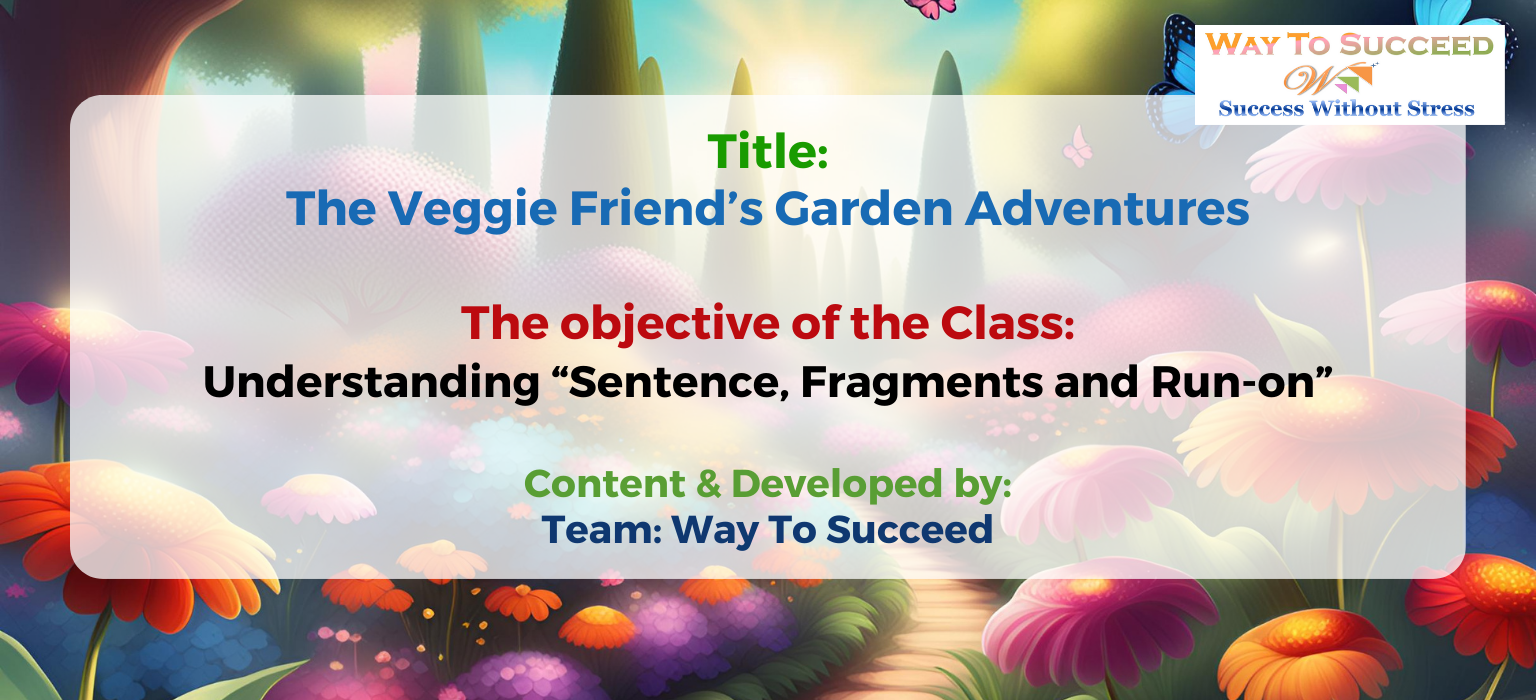 WAY TO SUCCEED
W
Success Without Stress
Title:
The Veggie Friend’s Garden Adventures
The objective of the Class:
Understanding “Sentence, Fragments and Run-on”
Content & Developed by:
Team: Way To Succeed